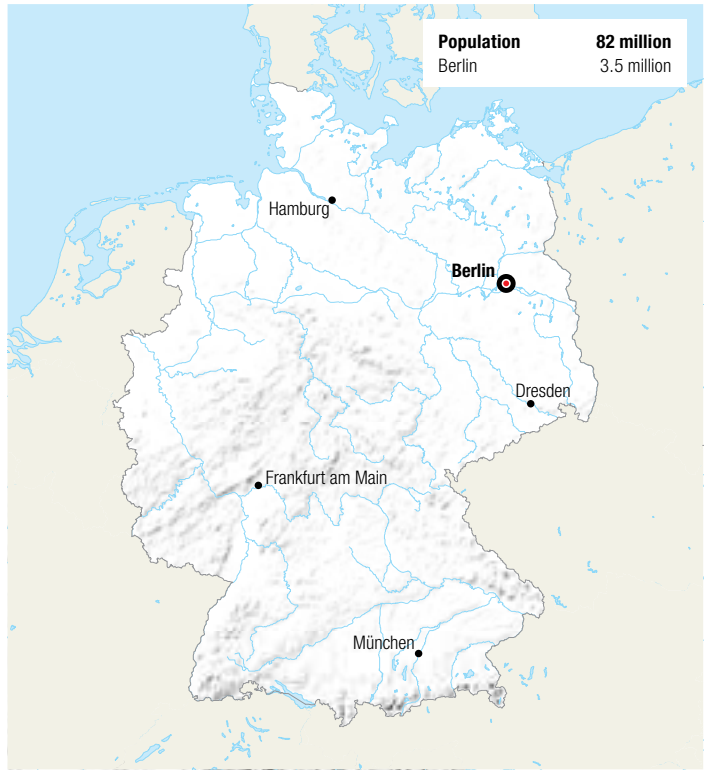 Population 82 million
Berlin 3.5 million
Hamburg
Berlin
Dresden
Frankfurt am Main
München